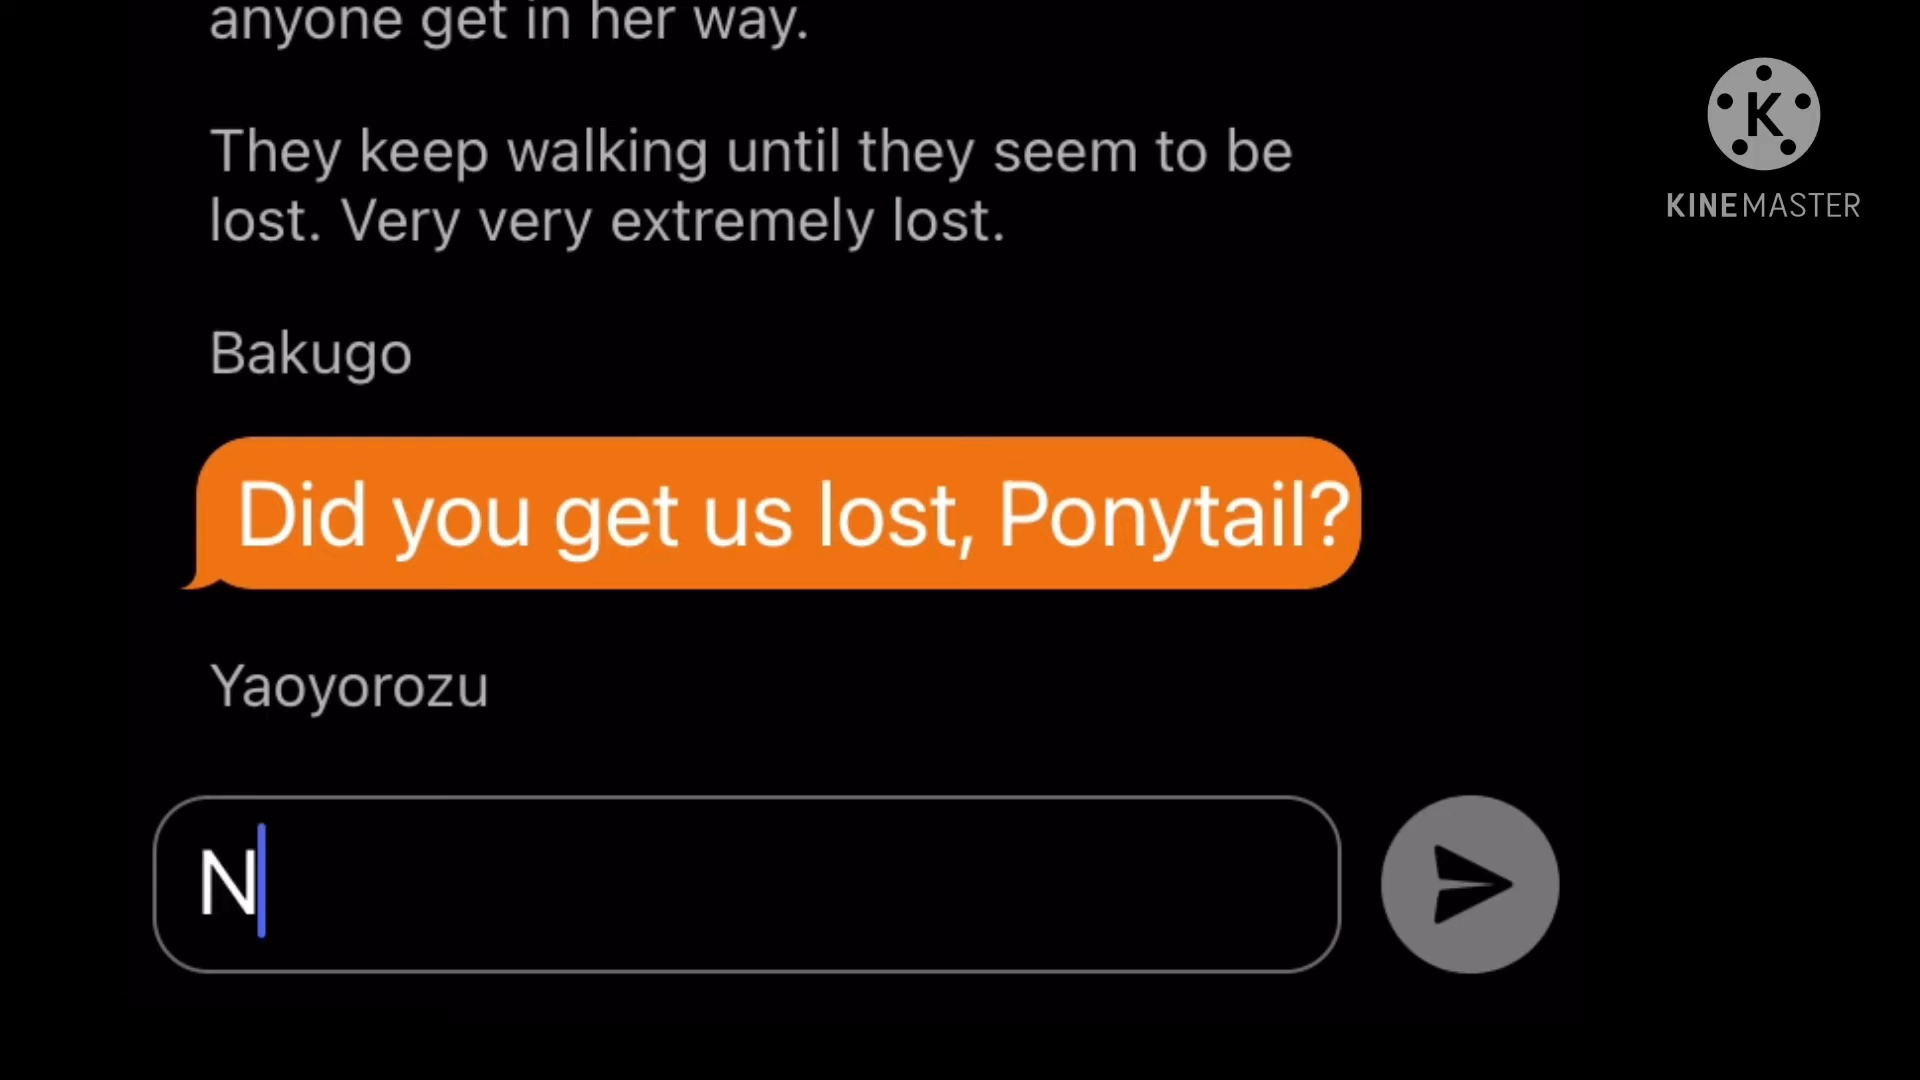 anyone get in her way.
They keep walking until they seem to be
lost. Very very extremely lost.
Bakugo
Did you get us lost, Ponytail?
Yaoyorozu
N
K
KINEMASTER